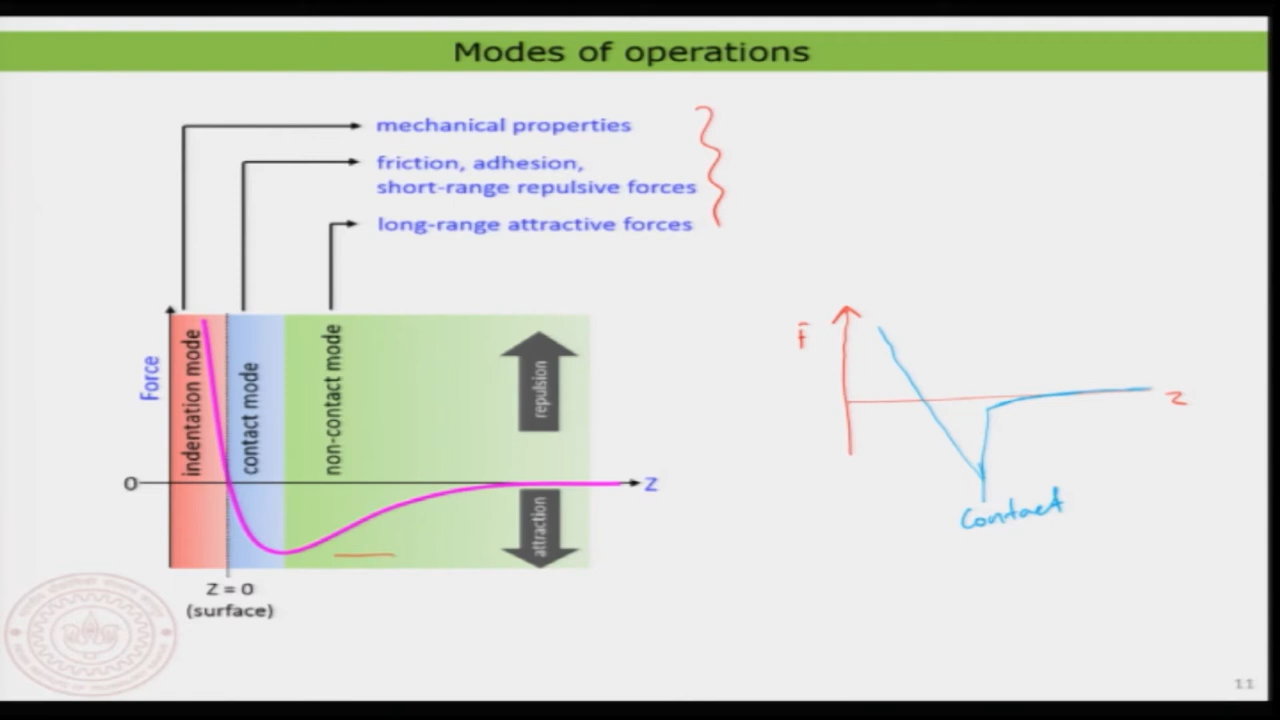 Modes of operations
mechanical properties
friction, adhesion,
short-range repulsive forces
long-range attractive forces
Force
indentation mode
contact mode
non-contact mode
repulsion
attraction
0
Z
Z = 0
(surface)
F
z
Contact
11